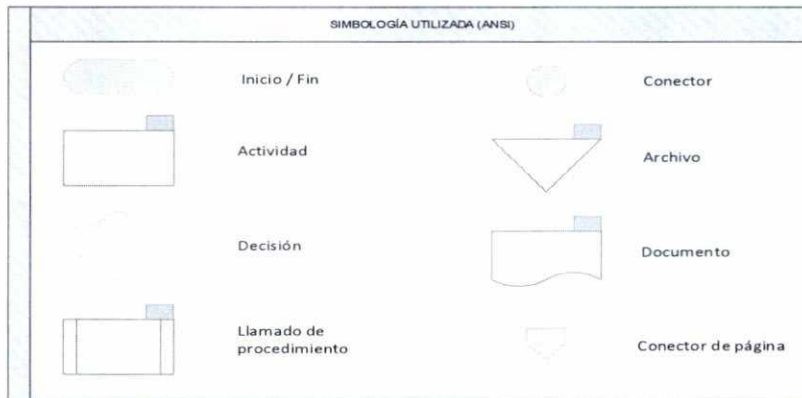 SIMBOLOGÍA UTILIZADA (ANSI)
Inicio / Fin
Conector
Actividad
Archivo
Decisión
Documento
Llamado de
procedimiento
Conector de página